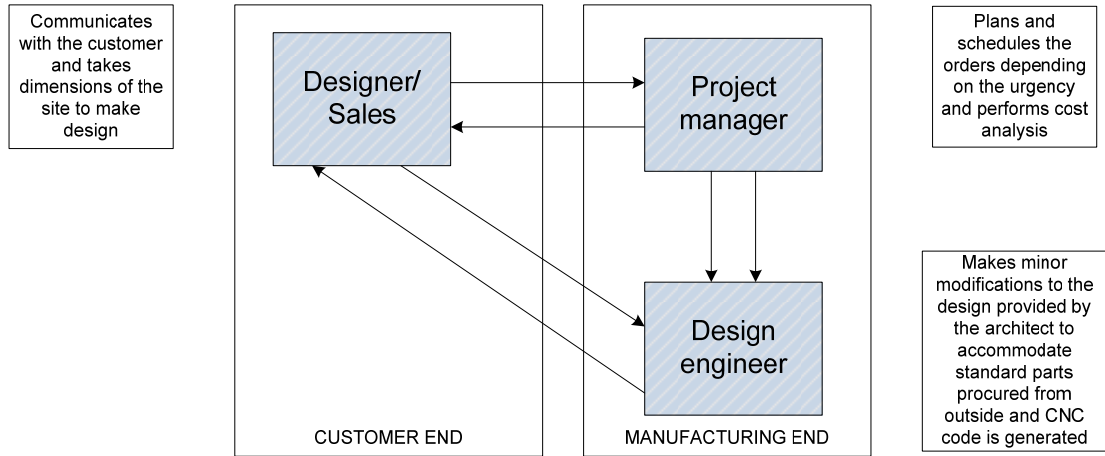 Communicates
with the customer
and takes
dimensions of the
site to make
design
Designer/
Sales
Project
manager
Plans and
schedules the
orders depending
on the urgency
and performs cost
analysis
Design
engineer
Makes minor
modifications to the
design provided by
the architect to
accommodate
standard parts
procured from
outside and CNC
code is generated
CUSTOMER END
MANUFACTURING END